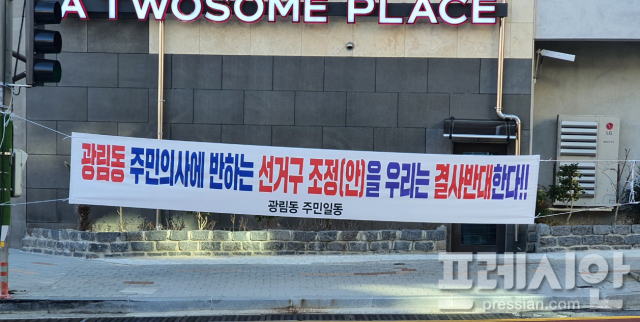 A TWOSOME PLACE
광림동 주민의사에 반하는 선거구 조정(안)을 우리는 결사반대한다!!
광림동 주민일동
LG
프레시안
pressian.com